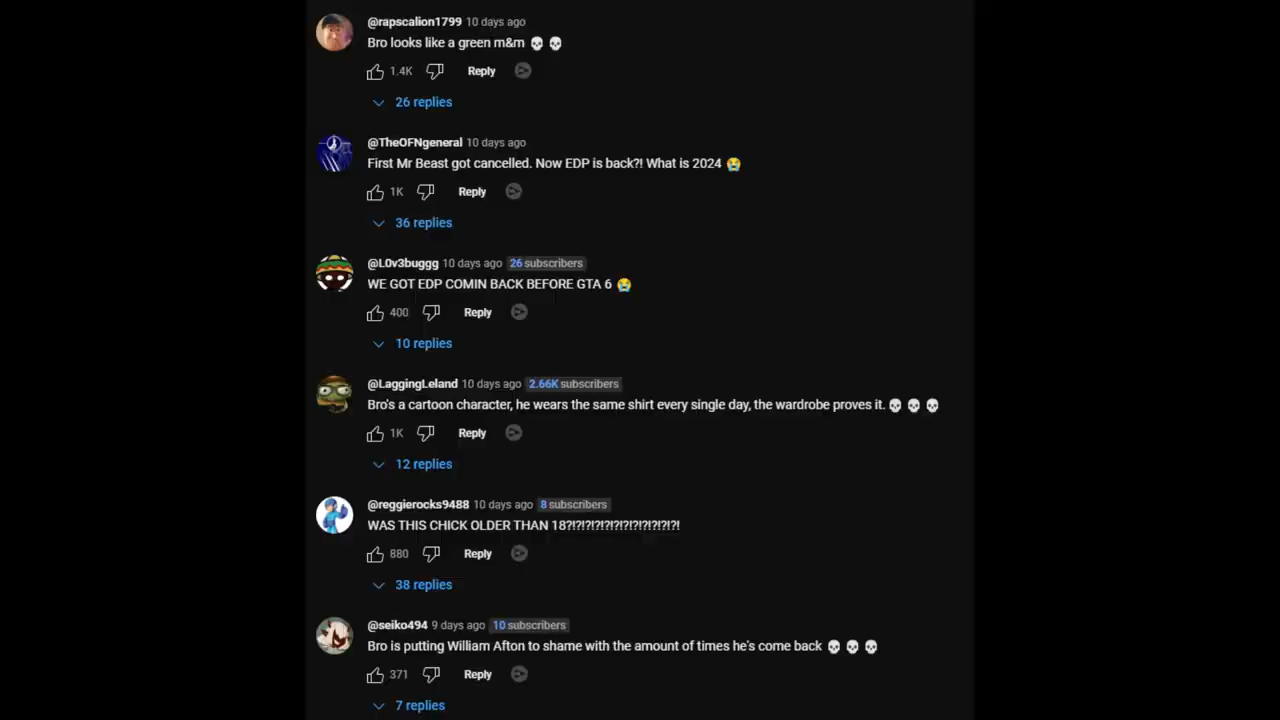 @rapscalion1799 10 days ago
Bro looks like a green m&m 💀 💀
1.4K Reply
26 replies
@TheOFNgeneral 10 days ago
First Mr Beast got cancelled. Now EDP is back?! What is 2024 😭
1K Reply
36 replies
@L0v3buggg 10 days ago 26 subscribers
WE GOT EDP COMIN BACK BEFORE GTA 6 😭
400 Reply
10 replies
@LaggingLeland 10 days ago 2.66K subscribers
Bro's a cartoon character, he wears the same shirt every single day, the wardrobe proves it. 💀 💀 💀
1K Reply
12 replies
@reggierocks9488 10 days ago 8 subscribers
WAS THIS CHICK OLDER THAN 18?!?!?!?!?!?!?!?!?!?!?!?!
880 Reply
38 replies
@seiko494 9 days ago 10 subscribers
Bro is putting William Afton to shame with the amount of times he's come back 💀 💀 💀
371 Reply
7 replies